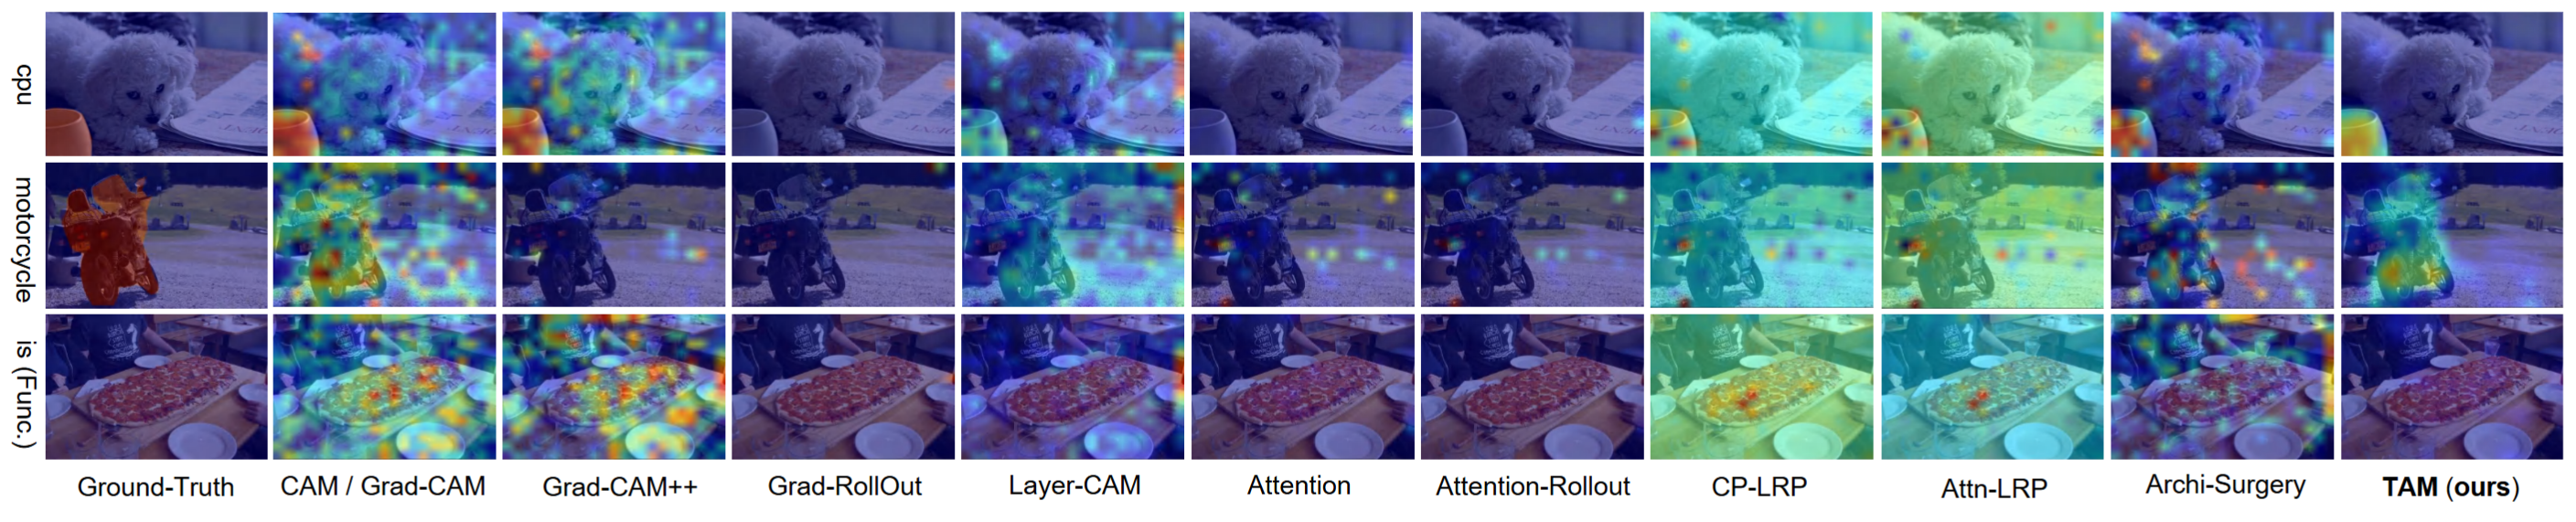 cpu
motorcycle
is (Func.)
Ground-Truth
CAM / Grad-CAM
Grad-CAM++
Grad-RollOut
Layer-CAM
Attention
Attention-Rollout
CP-LRP
Attn-LRP
Archi-Surgery
TAM (ours)